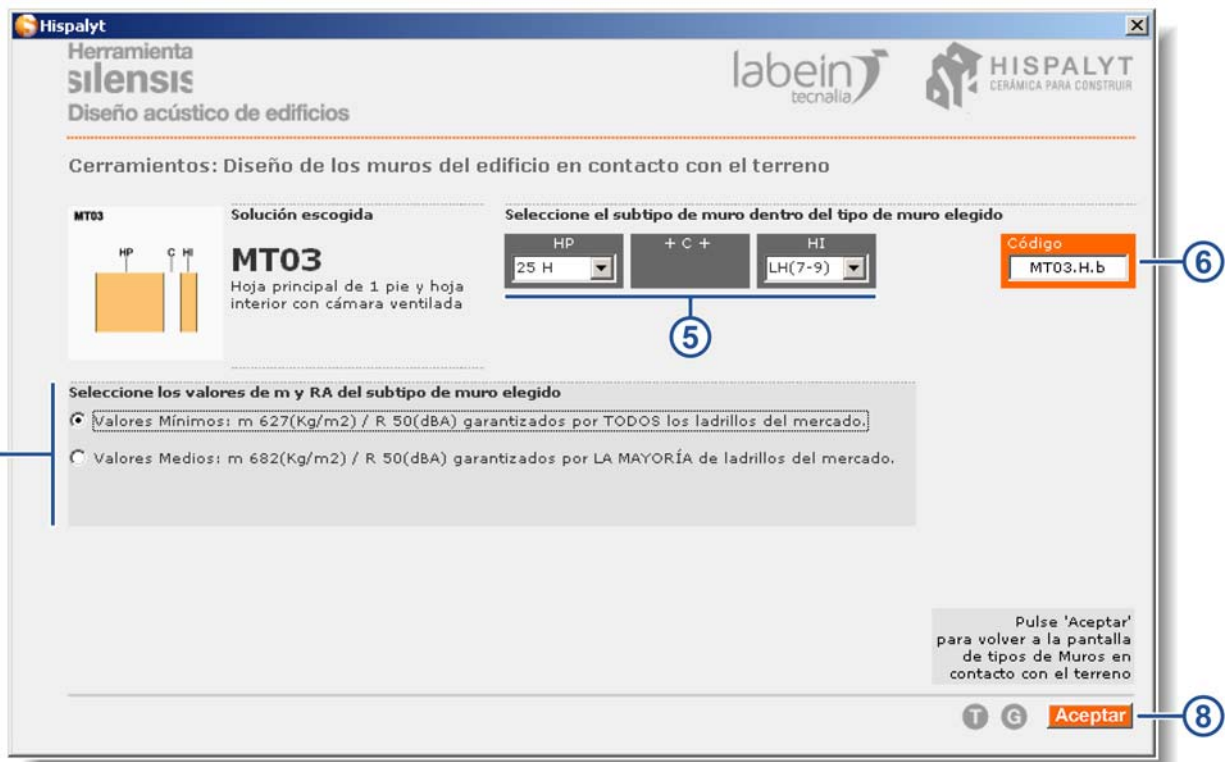 Hispalyt
Herramienta
silensis
Diseño acústico de edificios
labein
tecnalia
HISPALYT
CERÁMICA PARA CONSTRUIR
Cerramientos: Diseño de los muros del edificio en contacto con el terreno
MT03
HP C HI
Solución escogida
MT03
Hoja principal de 1 pie y hoja
interior con cámara ventilada
Seleccione el subtipo de muro dentro del tipo de muro elegido
HP + C + HI
25 H LH(7-9)
Código
MT03.H.b
6
5
Seleccione los valores de m y RA del subtipo de muro elegido
Valores Mínimos: m 627(Kg/m2) / R 50(dBA) garantizados por TODOS los ladrillos del mercado.
Valores Medios: m 682(Kg/m2) / R 50(dBA) garantizados por LA MAYORÍA de ladrillos del mercado.
Pulse 'Aceptar'
para volver a la pantalla
de tipos de Muros en
contacto con el terreno
T G Aceptar
8